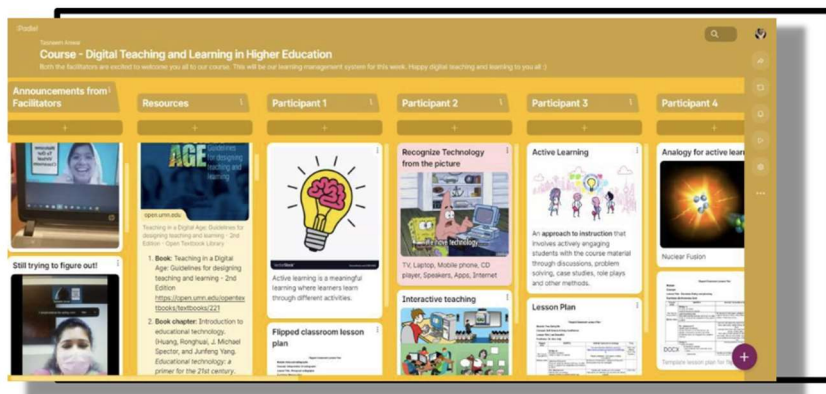 Padlet
Course - Digital Teaching and Learning in Higher Education
Both the facilitators are excited to welcome you all to our course. This will be our learning management system for this week. Happy digital teaching and learning to you all :)
Announcements from
Facilitators
Still trying to figure out!
Resources
AGE
Guidelines
for designing
teaching and
learning
open.umn.edu
Teaching in a Digital Age: Guidelines for
designing teaching and learning - 2nd
Edition - Open Textbook Library
1. Book: Teaching in a Digital
Age: Guidelines for designing
teaching and learning - 2nd
Edition
https://open.umn.edu/opentex
tbooks/textbooks/221
2. Book chapter: Introduction to
educational technology.
(Huang, Ronghuai, J. Michael
Spector, and Junfeng Yang.
Educational technology: a
primer for the 21st century.
Participant 1
Active learning is a meaningful
learning where learners learn
through different activities.
Flipped classroom lesson
plan
Participant 2
Recognize Technology
from the picture
TV, Laptop, Mobile phone, CD
player, Speakers, Apps, Internet
Interactive teaching
Participant 3
Active Learning
An approach to instruction that
involves actively engaging
students with the course material
through discussions, problem
solving, case studies, role plays
and other methods.
Lesson Plan
Participant 4
Analogy for active lear
Nuclear Fusion
DOCX